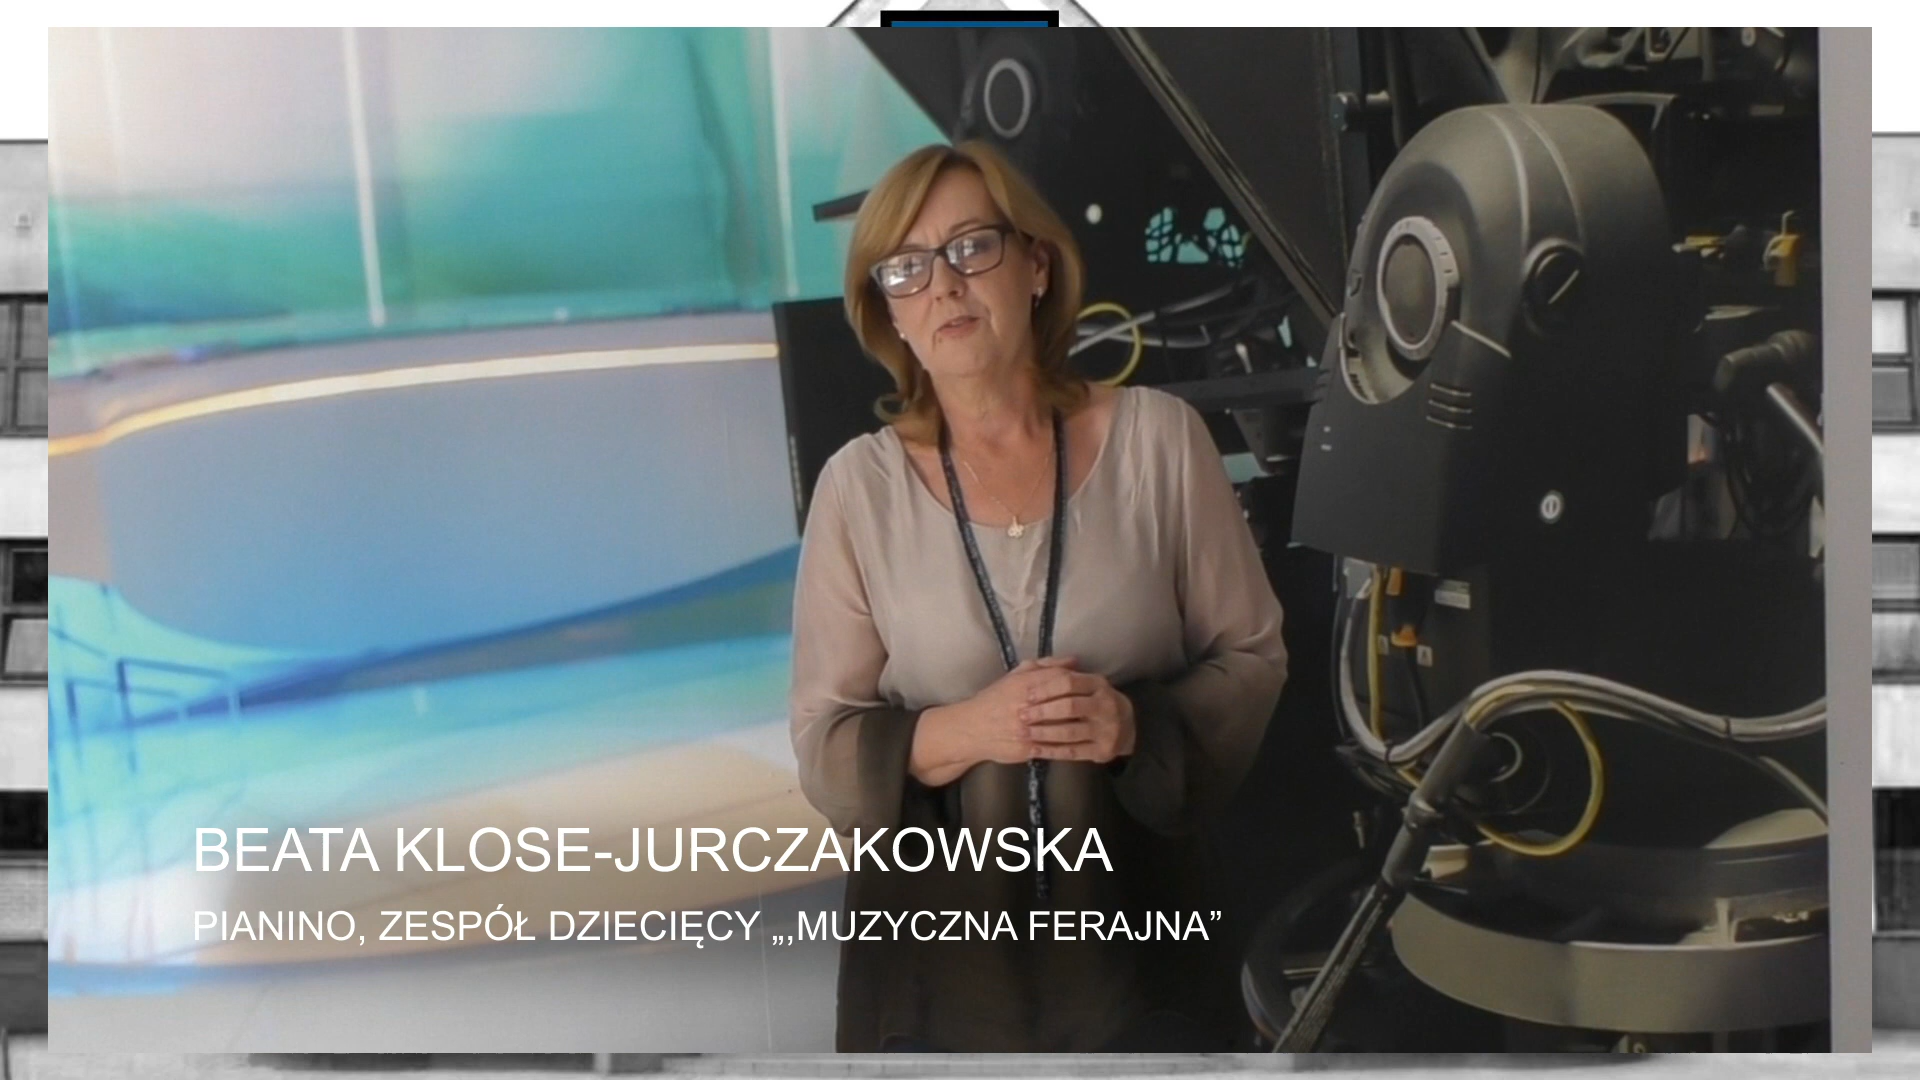 BEATA KLOSE-JURCZAKOWSKA
PIANINO, ZESPÓŁ DZIECIĘCY „,MUZYCZNA FERAJNA”